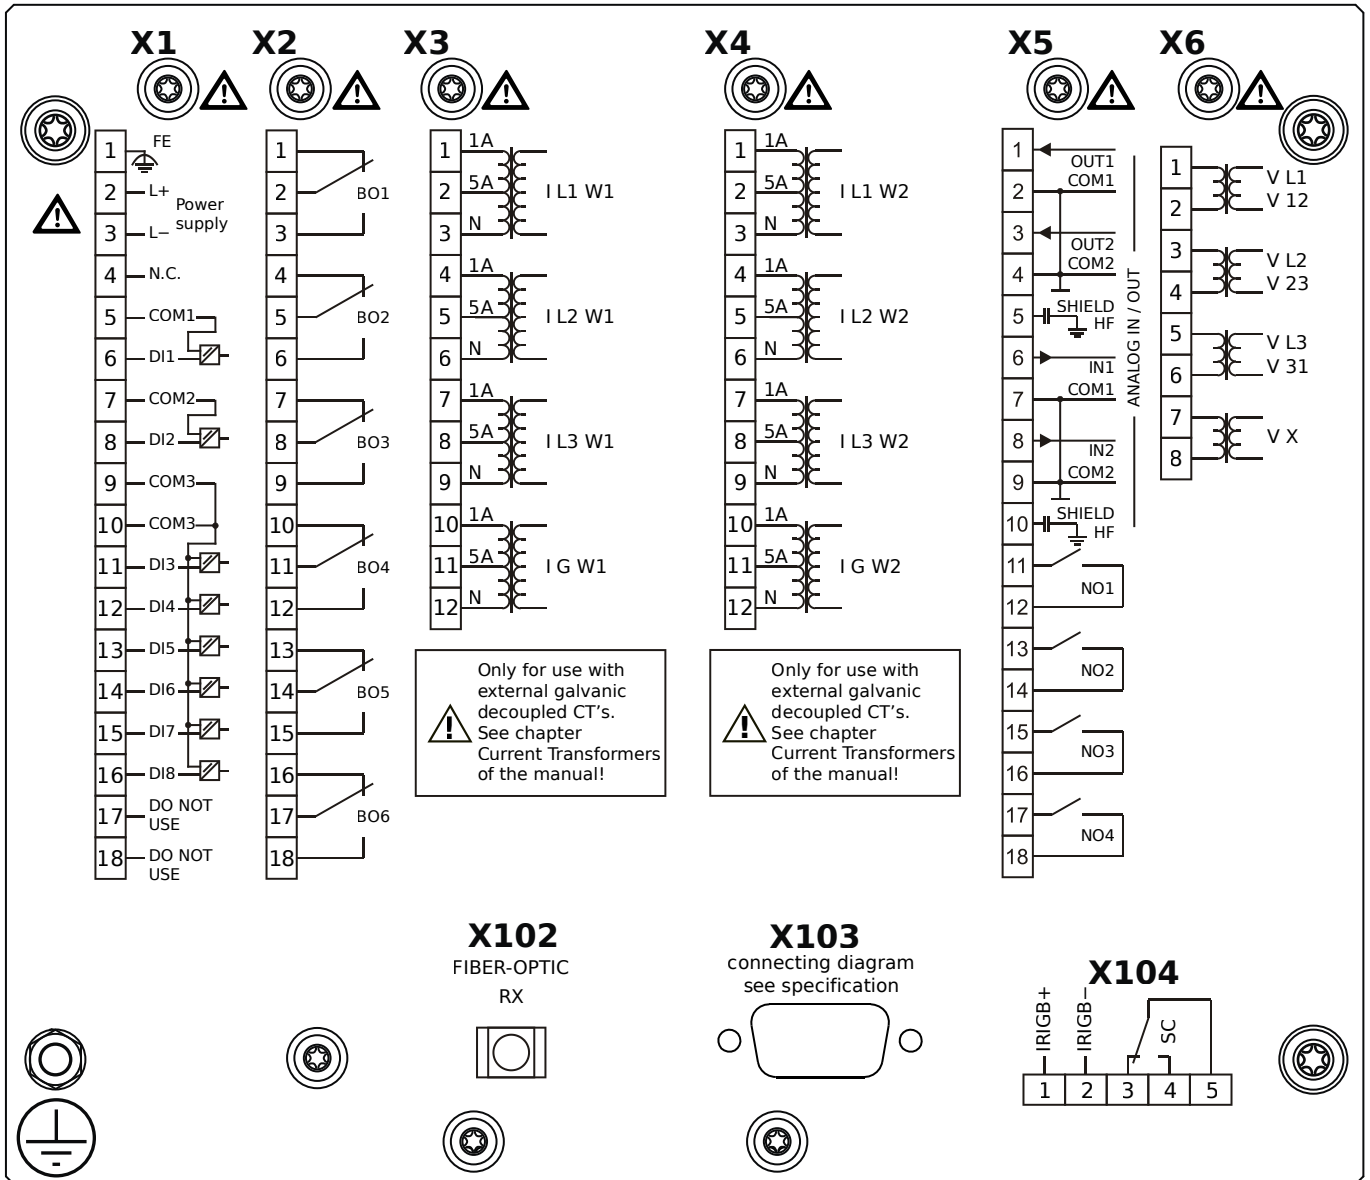 X1 X2 X3 X4 X5 X6
1 FE
2 L+
Power
supply
3 L−
4 N.C.
5 COM1
6 DI1
7 COM2
8 DI2
9 COM3
10 COM3
11 DI3
12 DI4
13 DI5
14 DI6
15 DI7
16 DI8
17 DO NOT
USE
18 DO NOT
USE
1
2 BO1
3
4
5 BO2
6
7
8 BO3
9
10
11 BO4
12
13
14 BO5
15
16
17 BO6
18
1 1A
2 5A I L1 W1
3 N
4 1A
5 5A I L2 W1
6 N
7 1A
8 5A I L3 W1
9 N
10 1A
11 5A I G W1
12 N
Only for use with
external galvanic
decoupled CT's.
See chapter
Current Transformers
of the manual!
1 1A
2 5A I L1 W2
3 N
4 1A
5 5A I L2 W2
6 N
7 1A
8 5A I L3 W2
9 N
10 1A
11 5A I G W2
12 N
Only for use with
external galvanic
decoupled CT's.
See chapter
Current Transformers
of the manual!
1
OUT1
2 COM1
3
OUT2
4 COM2
5 SHIELD
HF
6
IN1
7 COM1
8
IN2
9 COM2
10 SHIELD
HF
ANALOG IN / OUT
11
NO1
12
13
NO2
14
15
NO3
16
17
NO4
18
1 V L1
2 V 12
3 V L2
4 V 23
5 V L3
6 V 31
7 V X
8
X102
FIBER-OPTIC
RX
X103
connecting diagram
see specification
X104
IRIGB+
IRIGB−
SC
1 2 3 4 5